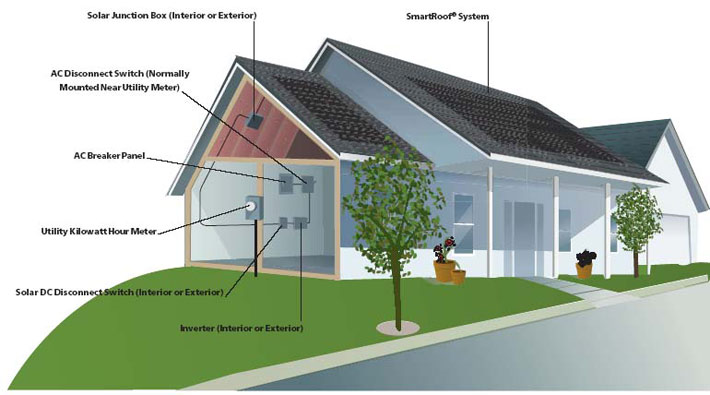 Solar Junction Box (Interior or Exterior)
SmartRoof® System
AC Disconnect Switch (Normally
Mounted Near Utility Meter)
AC Breaker Panel
Utility Kilowatt Hour Meter
Solar DC Disconnect Switch (Interior or Exterior)
Inverter (Interior or Exterior)